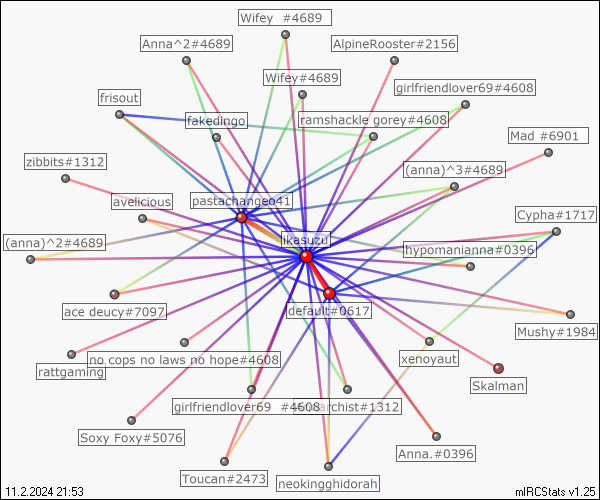 Wifey  #4689
Anna^2#4689
AlpineRooster#2156
Wifey#4689
girlfriendlover69#4608
frisout
fakedingo
ramshackle gorey#4608
Mad #6901
zibbits#1312
(anna)^3#4689
avelicious
pastachangeo41
Cypha#1717
(anna)^2#4689
ikasuzu
hyponanianna#0396
ace deucy#7097
default#0617
Mushy#1984
rattgaming
no cops no laws no hope#4608
xenoyaut
Skalman
girlfriendlover69  #4608
archist#1312
Soxy Foxy#5076
Anna.#0396
Toucan#2473
neokingghidorah
11.2.2024 21:53
mIRCStats v1.25